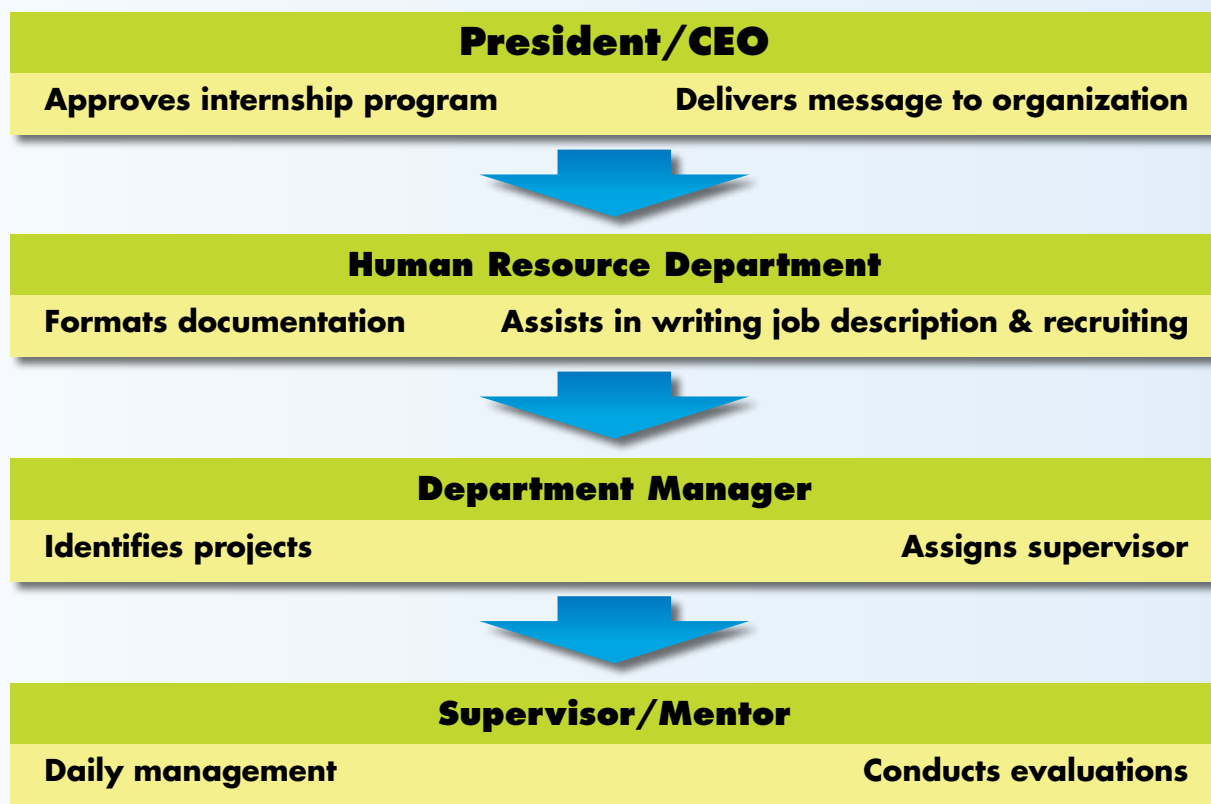 President/CEO
Approves internship program Delivers message to organization
Human Resource Department
Formats documentation Assists in writing job description & recruiting
Department Manager
Identifies projects Assigns supervisor
Supervisor/Mentor
Daily management Conducts evaluations